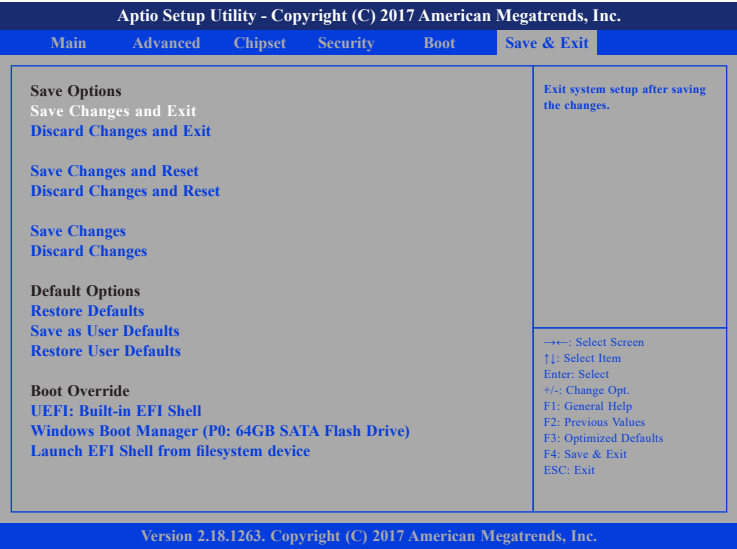 Aptio Setup Utility - Copyright (C) 2017 American Megatrends, Inc.
Main Advanced Chipset Security Boot Save & Exit
Save Options
Save Changes and Exit
Discard Changes and Exit
Save Changes and Reset
Discard Changes and Reset
Save Changes
Discard Changes
Default Options
Restore Defaults
Save as User Defaults
Restore User Defaults
Boot Override
UEFI: Built-in EFI Shell
Windows Boot Manager (P0: 64GB SATA Flash Drive)
Launch EFI Shell from filesystem device
Exit system setup after saving
the changes.
→←: Select Screen
↑↓: Select Item
Enter: Select
+/-: Change Opt.
F1: General Help
F2: Previous Values
F3: Optimized Defaults
F4: Save & Exit
ESC: Exit
Version 2.18.1263. Copyright (C) 2017 American Megatrends, Inc.